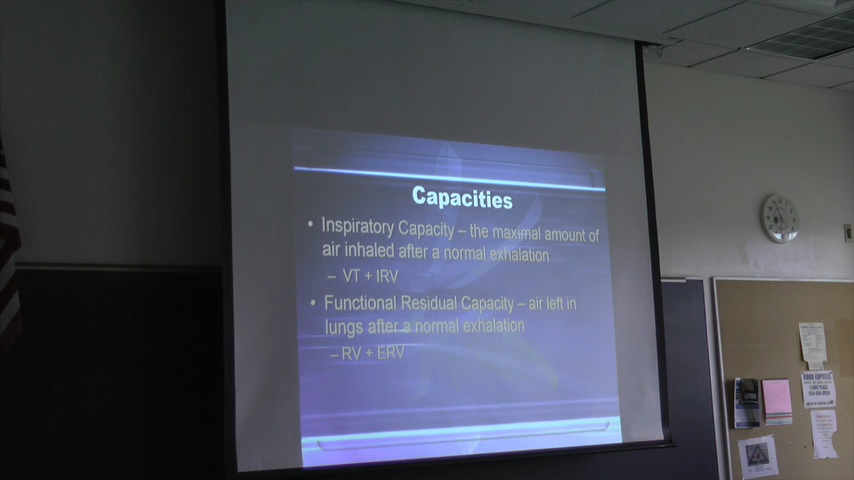 Capacities
• Inspiratory Capacity – the maximal amount of
air inhaled after a normal exhalation
– VT + IRV
• Functional Residual Capacity – air left in
lungs after a normal exhalation
– RV + ERV